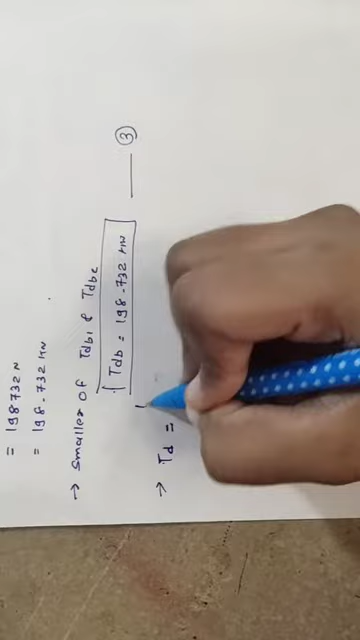 = 198732 N
= 198.732 KN
→ Smaller of Tdb1 & Tdb2
Tdb = 198.732 KN —— ③
→ Td =